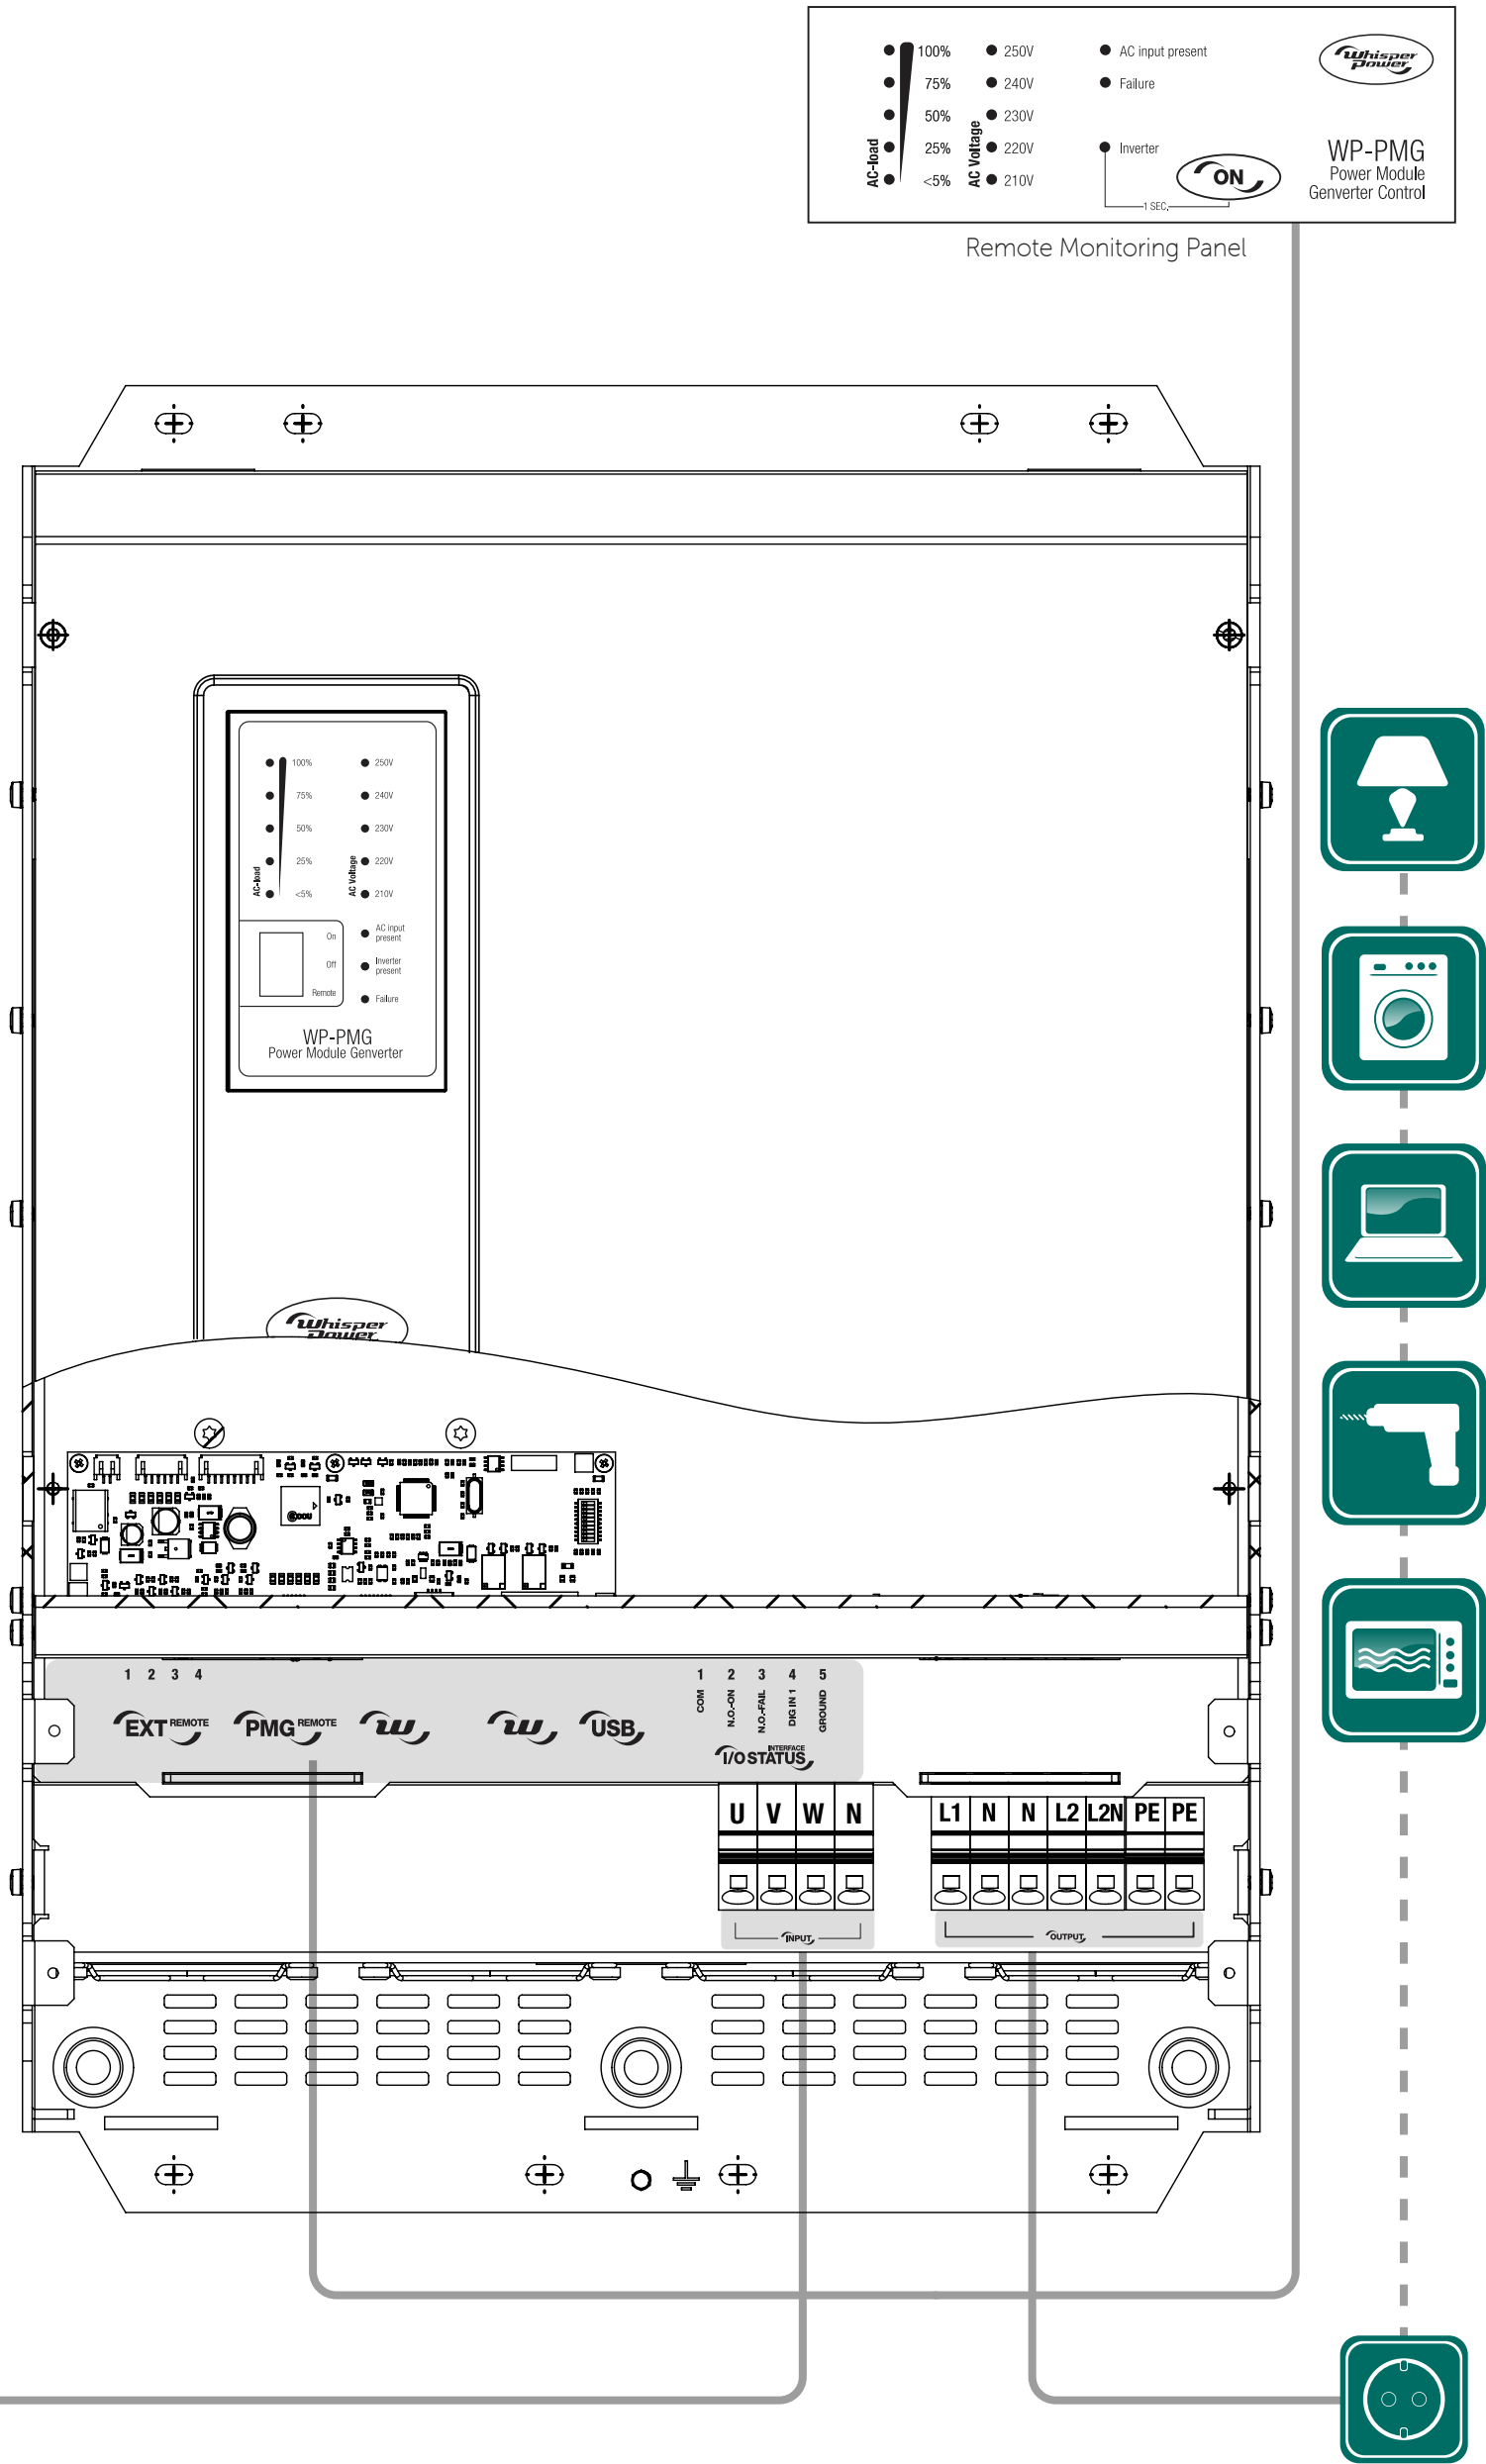 100%
75%
50%
25%
<5%
AC-load
250V
240V
230V
220V
210V
AC Voltage
AC input present
Failure
Inverter
1 SEC.
ON
Whisper
Power
WP-PMG
Power Module
Genverter Control
Remote Monitoring Panel
100%
75%
50%
25%
<5%
AC-load
250V
240V
230V
220V
210V
AC Voltage
On
Off
Remote
AC input
present
Inverter
present
Failure
WP-PMG
Power Module Genverter
Whisper
Power
1 2 3 4
EXT REMOTE
PMG REMOTE
w
w
USB
1 2 3 4 5
COM
N.O.-ON
N.O.-FAIL
DIG IN 1
GROUND
I/O STATUS INTERFACE
U V W N
INPUT
L1 N N L2 L2N PE PE
OUTPUT